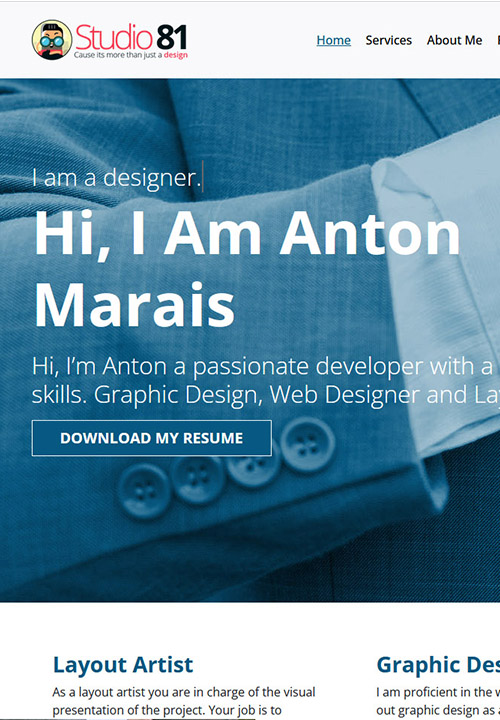 Studio 81
Cause its more than just a design
Home Services About Me
I am a designer.
Hi, I Am Anton
Marais
Hi, I’m Anton a passionate developer with a
skills. Graphic Design, Web Designer and La
DOWNLOAD MY RESUME
Layout Artist
As a layout artist you are in charge of the visual
presentation of the project. Your job is to
Graphic Des
I am proficient in the
out graphic design as